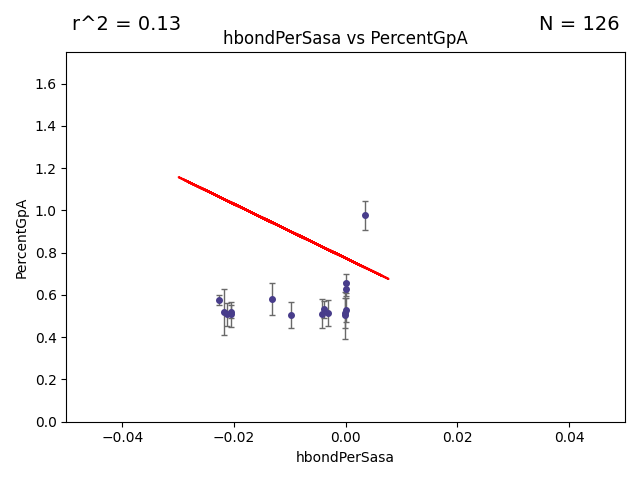 r^2 = 0.13
N = 126
hbondPerSasa vs PercentGpA
1.6
1.4
1.2
1.0
0.8
0.6
0.4
0.2
0.0
PercentGpA
−0.04
−0.02
0.00
0.02
0.04
hbondPerSasa